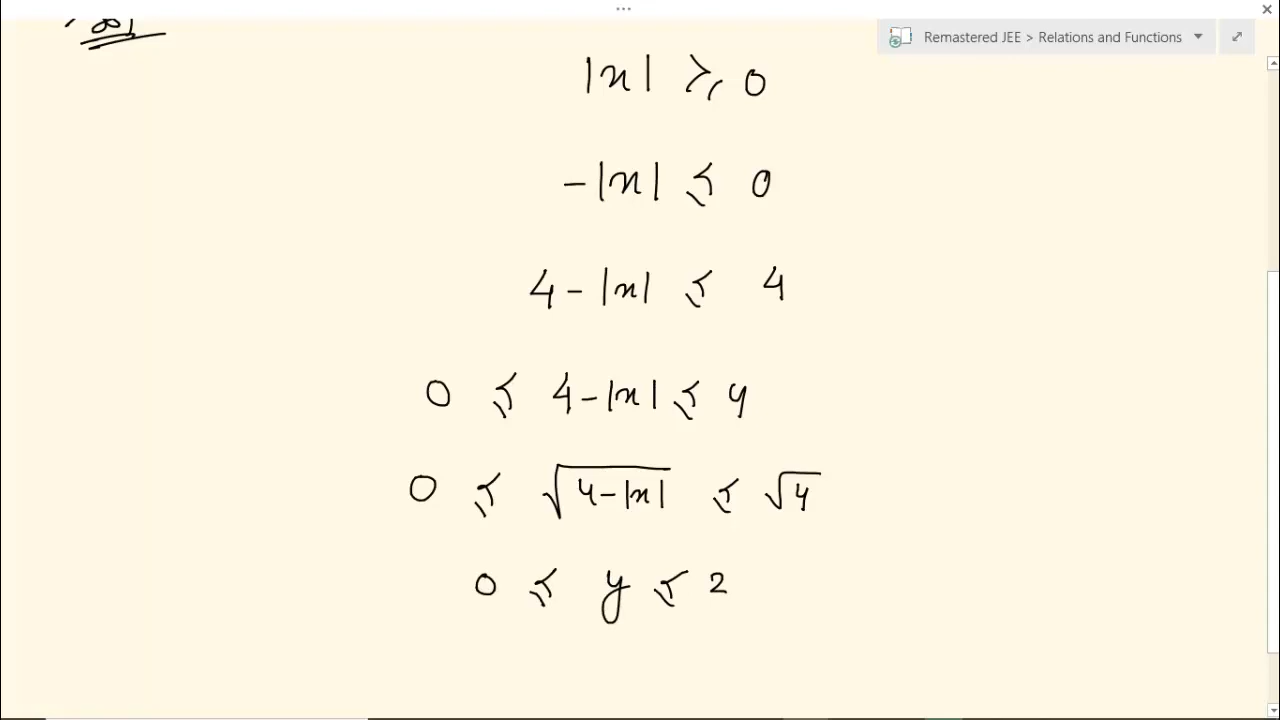 Remastered JEE > Relations and Functions
|x| ⩾ 0
-|x| ⩽ 0
4-|x| ⩽ 4
0 ⩽ 4-|x| ⩽ 4
0 ⩽ √(4-|x|) ⩽ √4
0 ⩽ y ⩽ 2